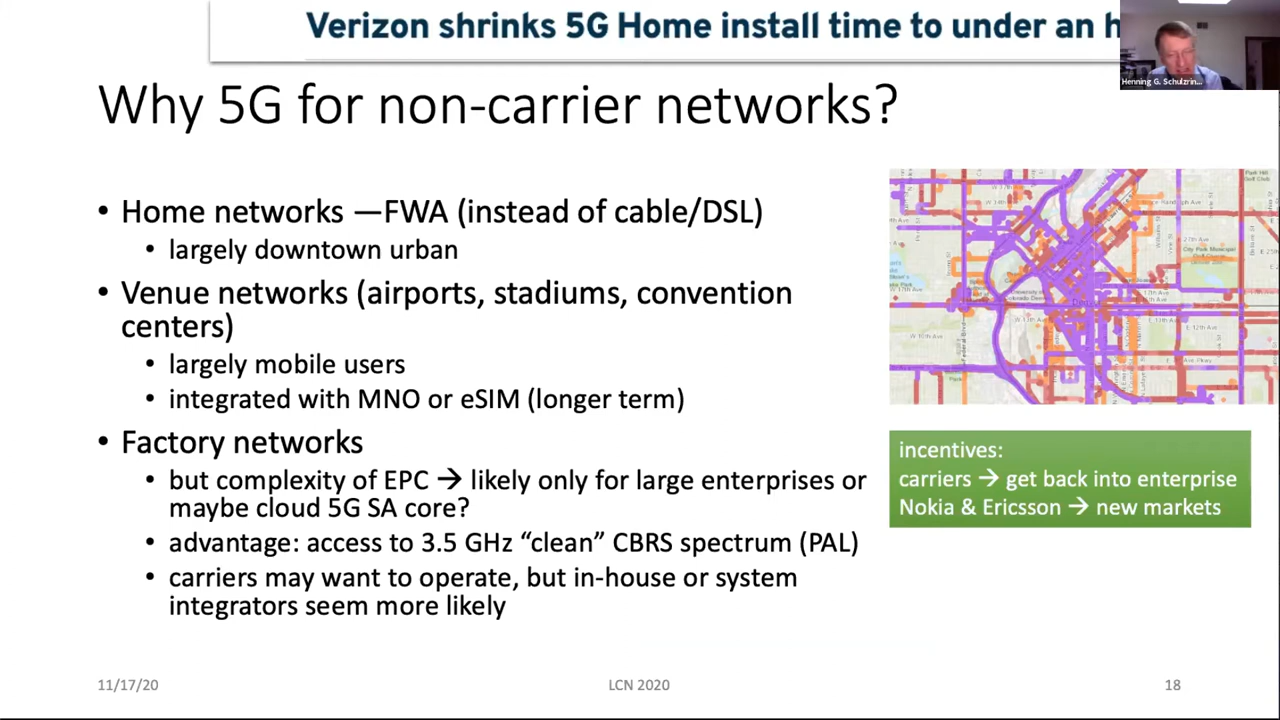 Verizon shrinks 5G Home install time to under an h
Henning G. Schulzrin...
Why 5G for non-carrier networks?
• Home networks —FWA (instead of cable/DSL)
• largely downtown urban
• Venue networks (airports, stadiums, convention
centers)
• largely mobile users
• integrated with MNO or eSIM (longer term)
• Factory networks
• but complexity of EPC → likely only for large enterprises or
maybe cloud 5G SA core?
• advantage: access to 3.5 GHz “clean” CBRS spectrum (PAL)
• carriers may want to operate, but in-house or system
integrators seem more likely
incentives:
carriers → get back into enterprise
Nokia & Ericsson → new markets
11/17/20
LCN 2020
18